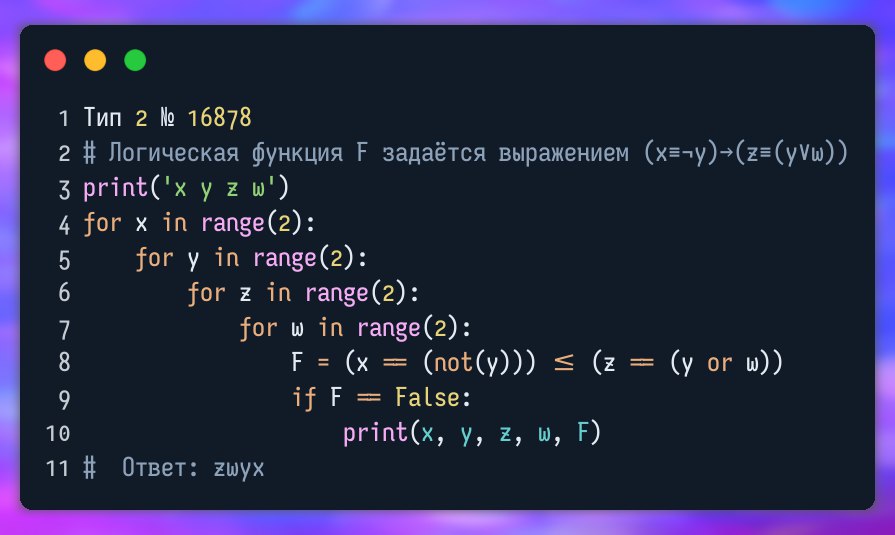 1 Тип 2 № 16878
2 # Логическая функция F задаётся выражением (x≡¬y)→(z≡(y∨w))
3 print('x y z w')
4 for x in range(2):
5     for y in range(2):
6         for z in range(2):
7             for w in range(2):
8                 F = (x == (not(y))) <= (z == (y or w))
9                 if F == False:
10                     print(x, y, z, w, F)
11 #  Ответ: zwyx